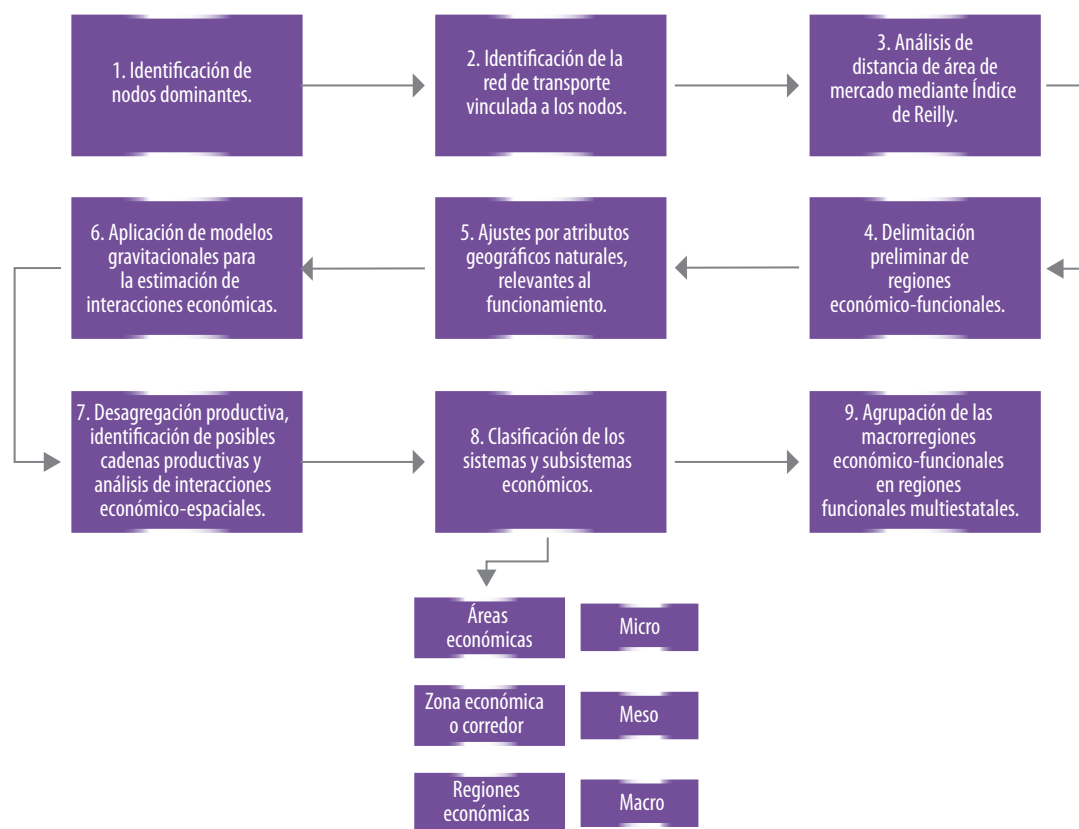 1. Identificación de
nodos dominantes.
2. Identificación de la
red de transporte
vinculada a los nodos.
3. Análisis de
distancia de área de
mercado mediante Índice
de Reilly.
4. Delimitación
preliminar de
regiones
económico-funcionales.
5. Ajustes por atributos
geográficos naturales,
relevantes al
funcionamiento.
6. Aplicación de modelos
gravitacionales para
la estimación de
interacciones económicas.
7. Desagregación productiva,
identificación de posibles
cadenas productivas y
análisis de interacciones
económico-espaciales.
8. Clasificación de los
sistemas y subsistemas
económicos.
9. Agrupación de las
macrorregiones
económico-funcionales
en regiones
funcionales multiestatales.
Áreas
económicas
Micro
Zona económica
o corredor
Meso
Regiones
económicas
Macro